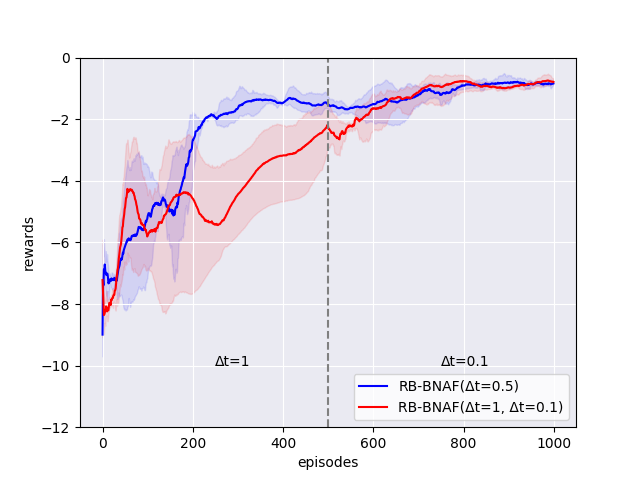 0
−2
−4
−6
−8
−10
−12
rewards
Δt=1
Δt=0.1
RB-BNAF(Δt=0.5)
RB-BNAF(Δt=1, Δt=0.1)
0 200 400 600 800 1000
episodes